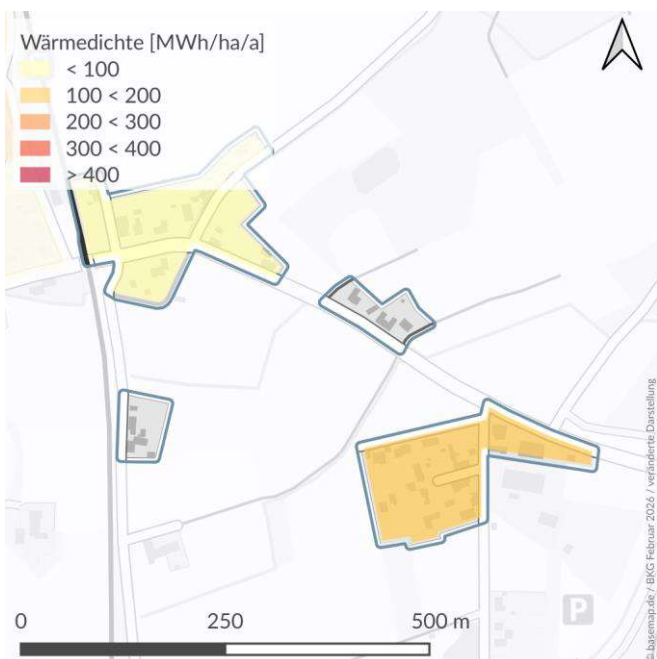 Wärmedichte [MWh/ha/a]
< 100
100 < 200
200 < 300
300 < 400
> 400
P
0 250 500 m
© basemap.de / BKG Februar 2026 / veränderte Darstellung